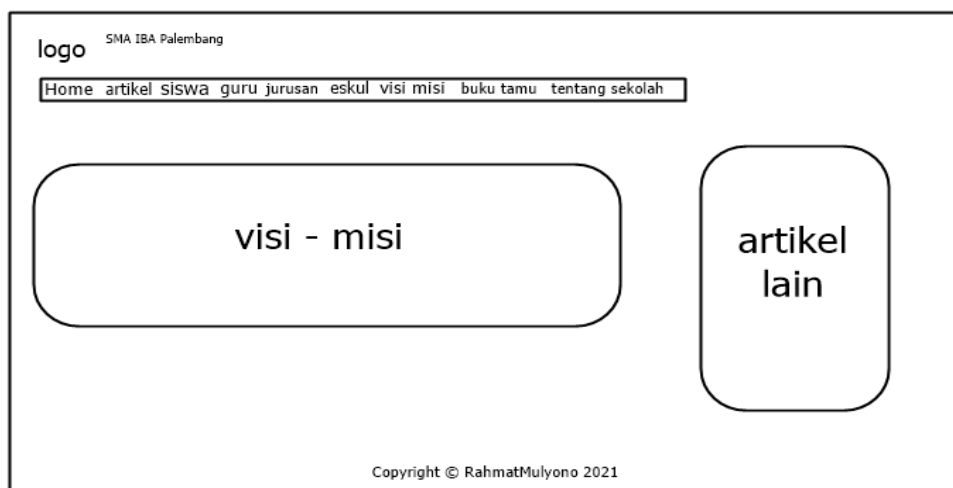 logo SMA IBA Palembang
Home artikel siswa guru jurusan eskul visi misi buku tamu tentang sekolah
visi - misi
artikel
lain
Copyright © RahmatMulyono 2021